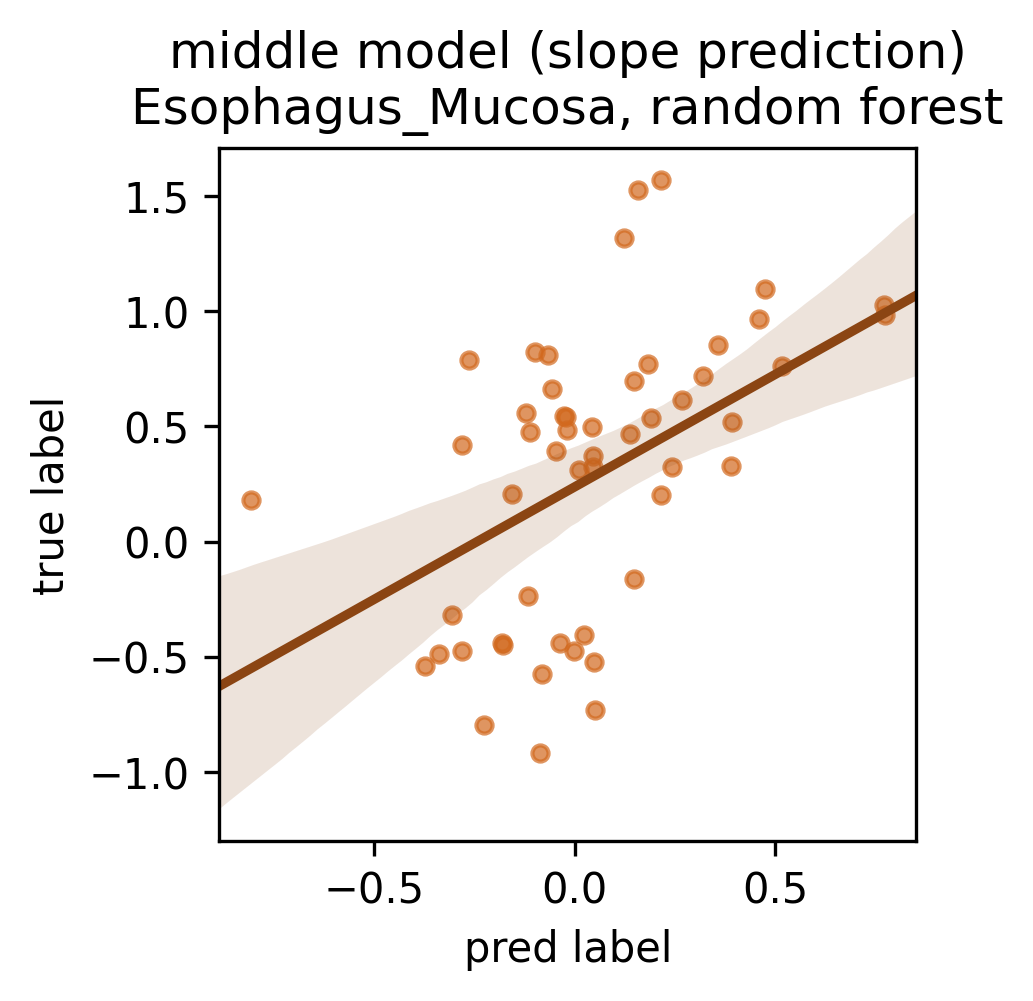 middle model (slope prediction)
Esophagus_Mucosa, random forest
1.5
1.0
0.5
0.0
−0.5
−1.0
true label
−0.5 0.0 0.5
pred label